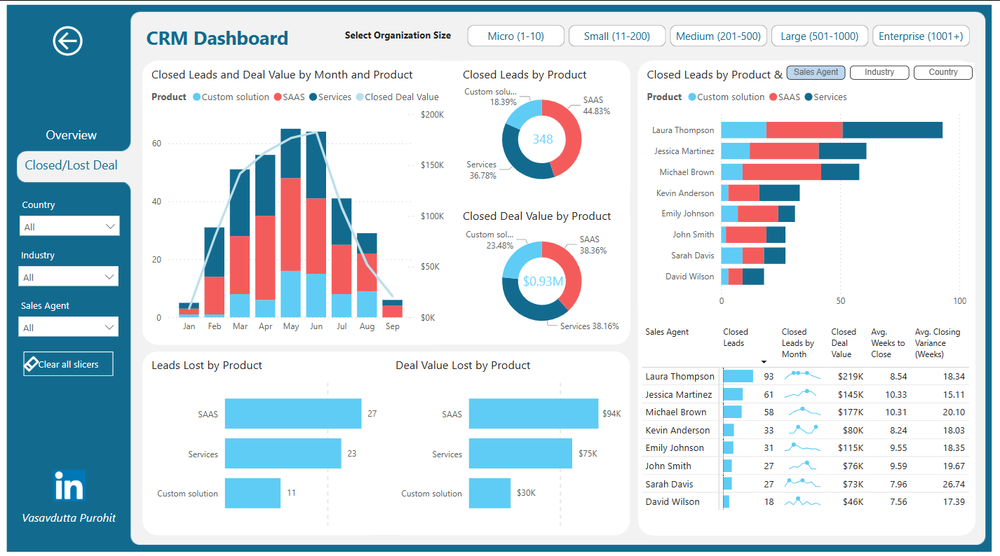 CRM Dashboard
Select Organization Size
Micro (1-10)
Small (11-200)
Medium (201-500)
Large (501-1000)
Enterprise (1001+)
Overview
Closed/Lost Deal
Country
All
Industry
All
Sales Agent
All
Clear all slicers
in
Vasavdutta Purohit
Closed Leads and Deal Value by Month and Product
Product Custom solution SAAS Services Closed Deal Value
$200K
60
$150K
40
$100K
20
$50K
0
$0K
Jan Feb Mar Apr May Jun Jul Aug Sep
Closed Leads by Product
Custom solu...
18.39%
SAAS
44.83%
348
Services
36.78%
Closed Deal Value by Product
Custom sol...
23.48%
SAAS
38.36%
$0.93M
Services 38.16%
Leads Lost by Product
SAAS 27
Services 23
Custom solution 11
Deal Value Lost by Product
SAAS $94K
Services $75K
Custom solution $30K
Closed Leads by Product &
Sales Agent
Industry
Country
Product Custom solution SAAS Services
Laura Thompson
Jessica Martinez
Michael Brown
Kevin Anderson
Emily Johnson
John Smith
Sarah Davis
David Wilson
0 50 100
Sales Agent
Closed
Leads
Closed
Leads by
Month
Closed
Deal
Value
Avg.
Weeks to
Close
Avg. Closing
Variance
(Weeks)
Laura Thompson 93 $219K 8.54 18.34
Jessica Martinez 61 $145K 10.33 15.11
Michael Brown 58 $177K 10.31 20.10
Kevin Anderson 33 $80K 8.24 18.03
Emily Johnson 31 $115K 9.55 18.35
John Smith 27 $76K 9.59 19.67
Sarah Davis 27 $73K 7.96 26.74
David Wilson 18 $46K 7.56 17.39